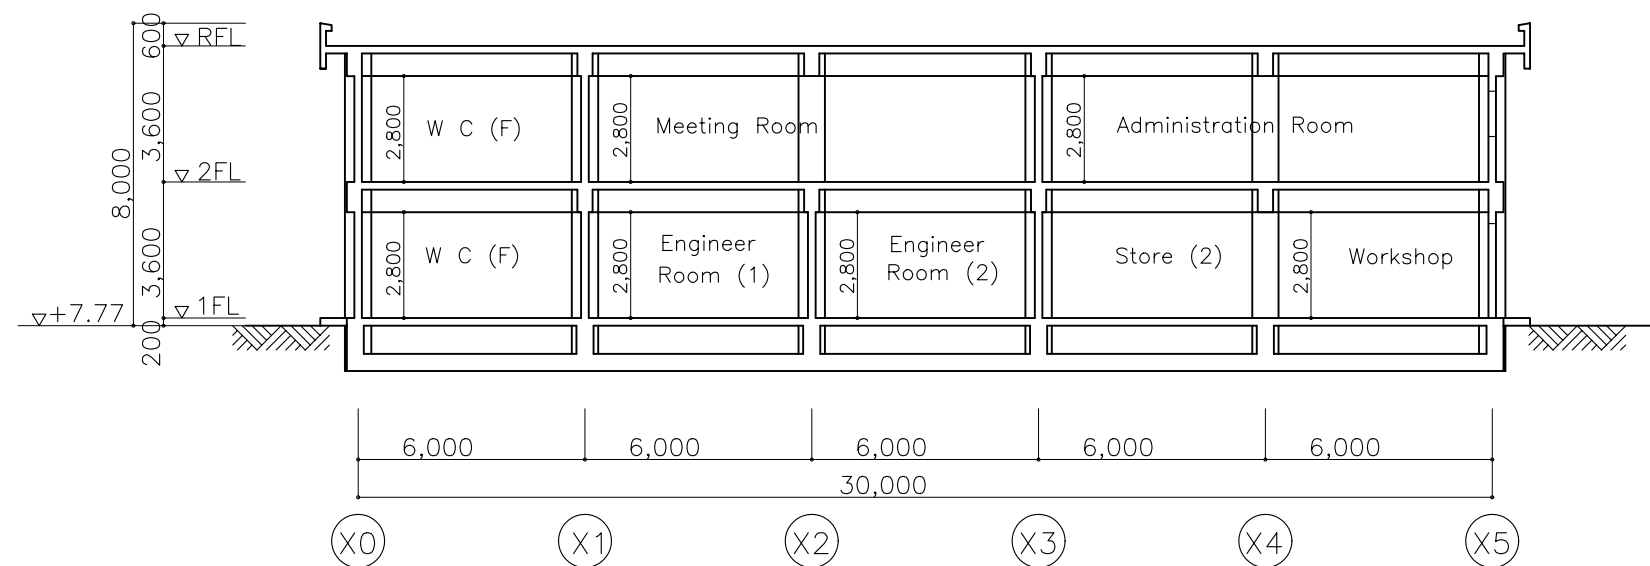 600
RFL
3,600
2,800
W C (F)
2,800
Meeting Room
2,800
Administration Room
8,000
2FL
3,600
2,800
W C (F)
2,800
Engineer
Room (1)
2,800
Engineer
Room (2)
Store (2)
2,800
Workshop
+7.77
1FL
200
6,000
6,000
6,000
6,000
6,000
30,000
X0
X1
X2
X3
X4
X5